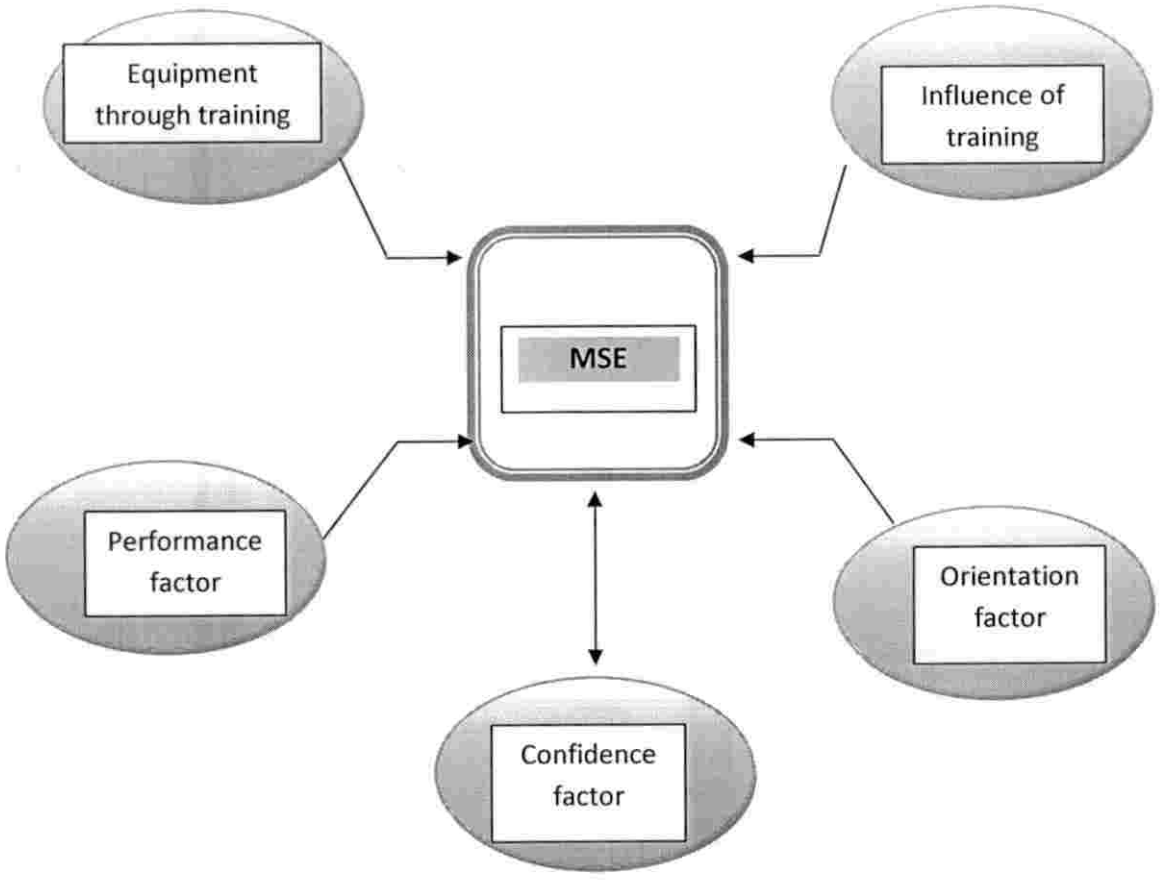 Equipment
through training
Influence of
training
MSE
Performance
factor
Orientation
factor
Confidence
factor